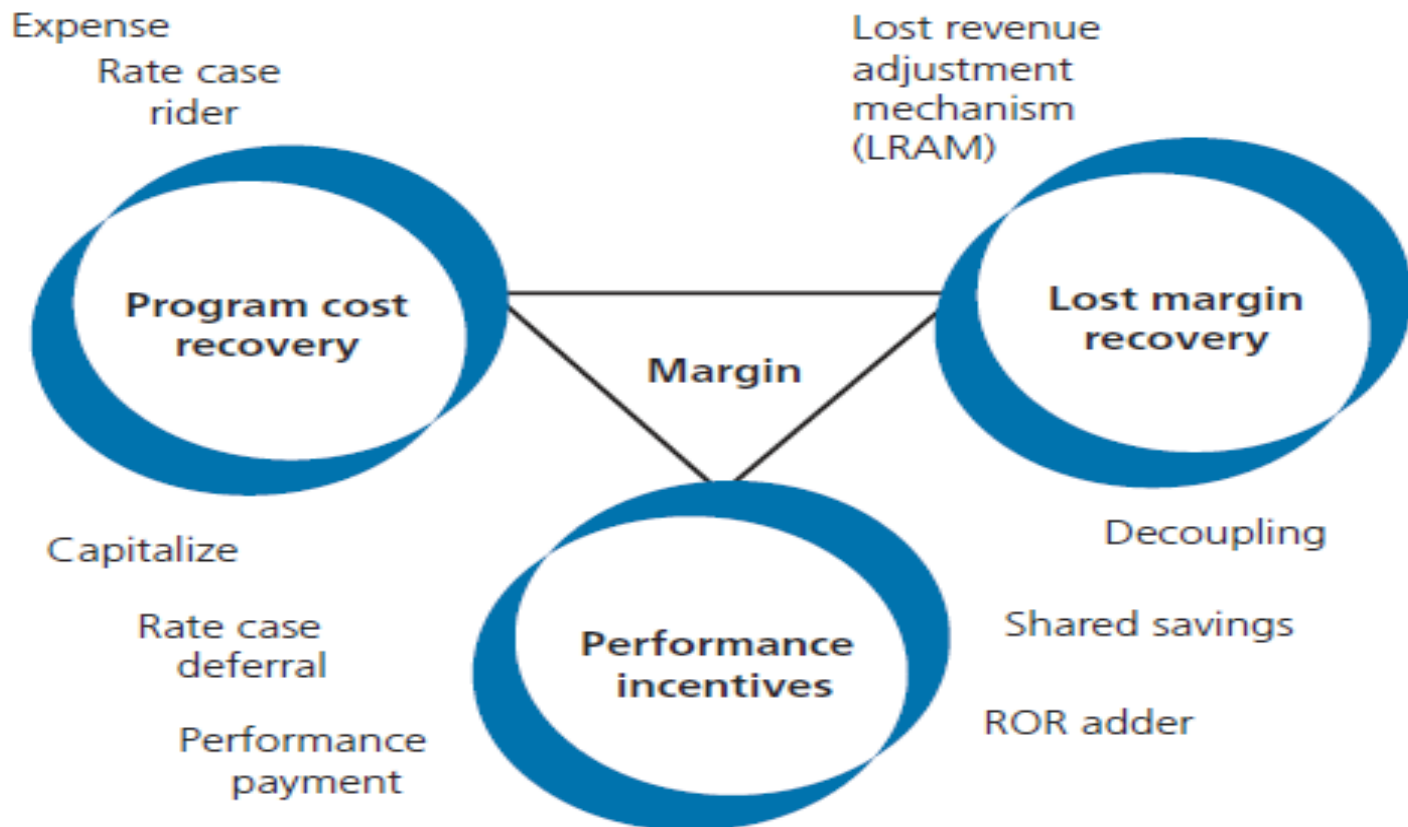 Expense
Rate case
rider
Lost revenue
adjustment
mechanism
(LRAM)
Program cost
recovery
Margin
Lost margin
recovery
Capitalize
Rate case
deferral
Performance
payment
Performance
incentives
Decoupling
Shared savings
ROR adder